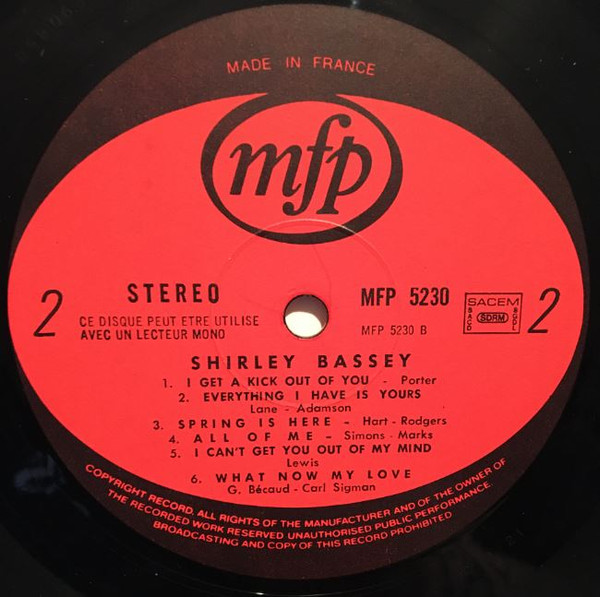 MADE IN FRANCE
mfp
2
STEREO
CE DISQUE PEUT ETRE UTILISE
AVEC UN LECTEUR MONO
MFP 5230
MFP 5230 B
SACEM
SACD
SDRM
SGDL
2
SHIRLEY BASSEY
1. I GET A KICK OUT OF YOU - Porter
2. EVERYTHING I HAVE IS YOURS
Lane - Adamson
3. SPRING IS HERE - Hart - Rodgers
4. ALL OF ME - Simons - Marks
5. I CAN'T GET YOU OUT OF MY MIND
Lewis
6. WHAT NOW MY LOVE
G. Bécaud - Carl Sigman
COPYRIGHT RECORD. ALL RIGHTS OF THE MANUFACTURER AND OF THE OWNER OF
THE RECORDED WORK RESERVED UNAUTHORISED PUBLIC PERFORMANCE.
BROADCASTING AND COPY OF THIS RECORD PROHIBITED